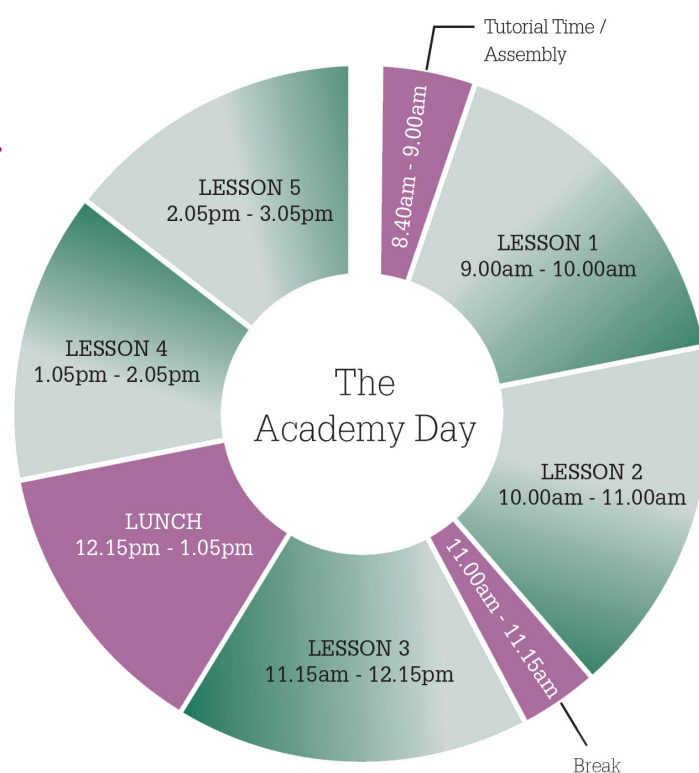 Tutorial Time /
Assembly
8.40am - 9.00am
LESSON 1
9.00am - 10.00am
LESSON 2
10.00am - 11.00am
11.00am - 11.15am
Break
LESSON 3
11.15am - 12.15pm
LUNCH
12.15pm - 1.05pm
LESSON 4
1.05pm - 2.05pm
LESSON 5
2.05pm - 3.05pm
The
Academy Day